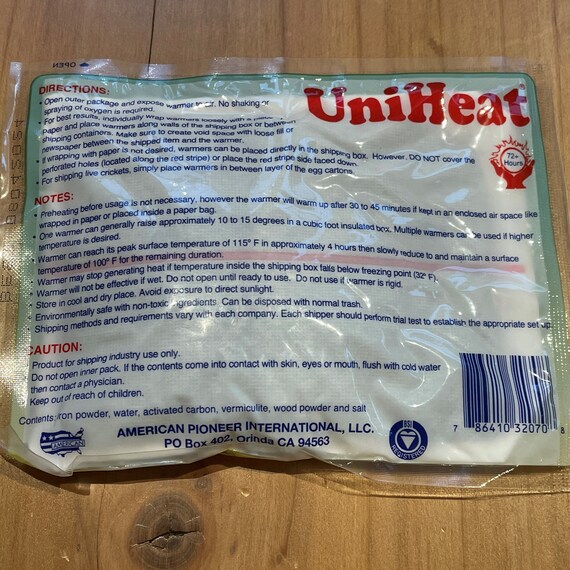 OPEN
UniHeat
72+
Hours
DIRECTIONS:
• Open outer package and expose warmer to air. No shaking or
spraying of oxygen is required.
• For best results, individually wrap warmers loosely with a
paper and place warmers along walls of the shipping box or between
shipping containers. Make sure to create void space with loose fill or
newspaper between the shipped item and the warmer.
• If wrapping with paper is not desired, warmers can be placed directly in the shipping box. However, DO NOT cover the
perforated holes (located along the red stripe) or place the red stripe side faced down.
• For shipping live crickets, simply place warmers in between layer of the egg cartons.
NOTES:
• Preheating before usage is not necessary, however the warmer will warm up after 30 to 45 minutes if kept in an enclosed air space like
wrapped in paper or placed inside a paper bag.
• One warmer can generally raise approximately 10 to 15 degrees in a cubic foot insulated box. Multiple warmers can be used if higher
temperature is desired.
• Warmer can reach its peak surface temperature of 115° F in approximately 4 hours then slowly reduce to and maintain a surface
temperature of 100° F for the remaining duration.
• Warmer may stop generating heat if temperature inside the shipping box falls below freezing point (32° F).
• Warmer will not be effective if wet. Do not open until ready to use. Do not use if warmer is rigid.
• Store in cool and dry place. Avoid exposure to direct sunlight.
• Environmentally safe with non-toxic ingredients. Can be disposed with normal trash.
• Shipping methods and requirements vary with each company. Each shipper should perform trial test to establish the appropriate set up.
CAUTION:
Product for shipping industry use only.
Do not open inner pack. If the contents come into contact with skin, eyes or mouth, flush with cold water
then contact a physician.
Keep out of reach of children.
Contents: iron powder, water, activated carbon, vermiculite, wood powder and salt
AMERICAN
AMERICAN PIONEER INTERNATIONAL, LLC.
PO Box 402, Orinda CA 94563
BSI
REGISTERED
7 86410 32070 8